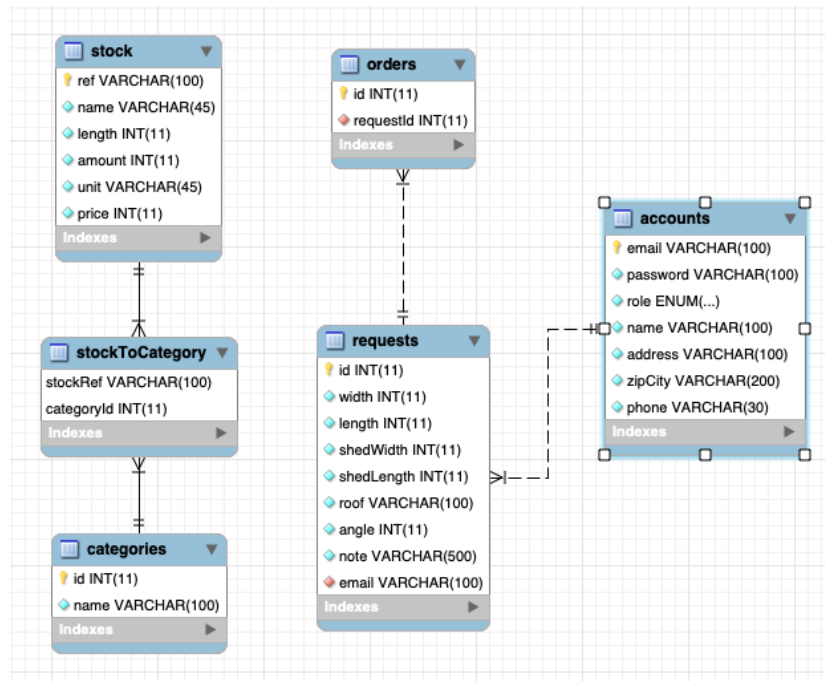 stock
ref VARCHAR(100)
name VARCHAR(45)
length INT(11)
amount INT(11)
unit VARCHAR(45)
price INT(11)
Indexes
orders
id INT(11)
requestId INT(11)
Indexes
accounts
email VARCHAR(100)
password VARCHAR(100)
role ENUM(...)
name VARCHAR(100)
address VARCHAR(100)
zipCity VARCHAR(200)
phone VARCHAR(30)
Indexes
stockToCategory
stockRef VARCHAR(100)
categoryId INT(11)
Indexes
requests
id INT(11)
width INT(11)
length INT(11)
shedWidth INT(11)
shedLength INT(11)
roof VARCHAR(100)
angle INT(11)
note VARCHAR(500)
email VARCHAR(100)
Indexes
categories
id INT(11)
name VARCHAR(100)
Indexes